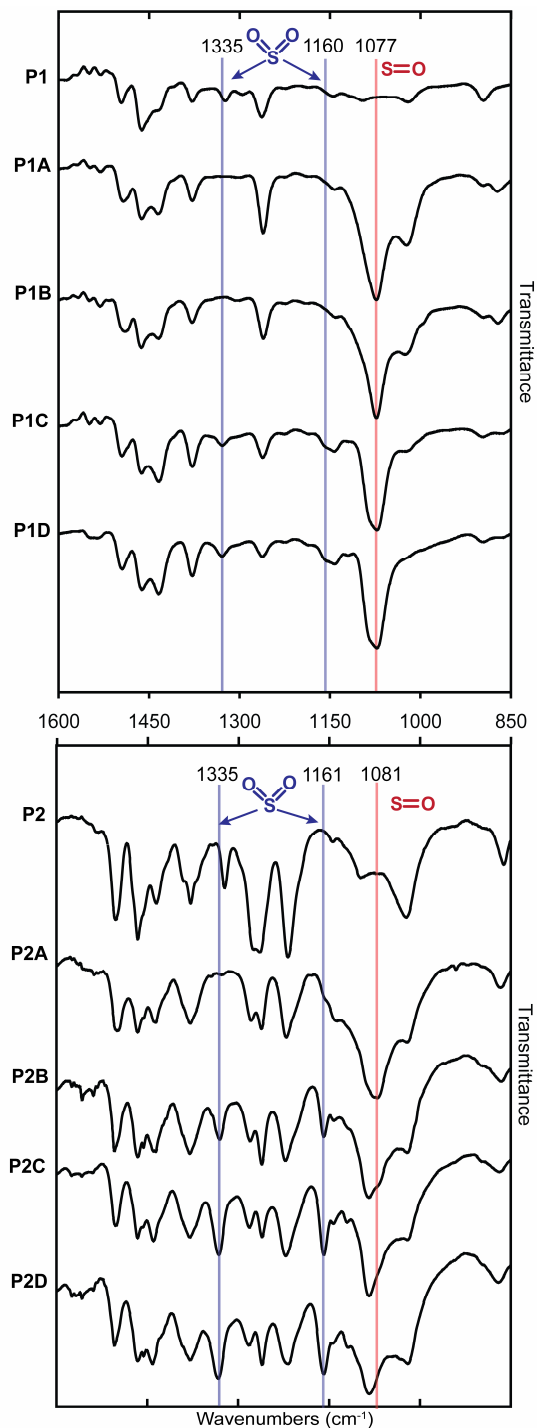 1335 1160 1077
O O
S
S=O
P1
P1A
P1B
P1C
P1D
Transmittance
1600 1450 1300 1150 1000 850
1335 1161 1081
O O
S
S=O
P2
P2A
P2B
P2C
P2D
Transmittance
Wavenumbers (cm⁻¹)